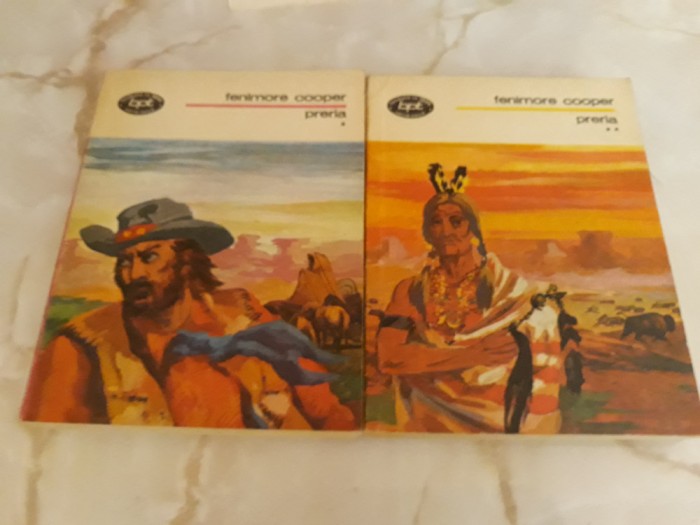 bpt
fenimore cooper
preria
*
bpt
fenimore cooper
preria
**